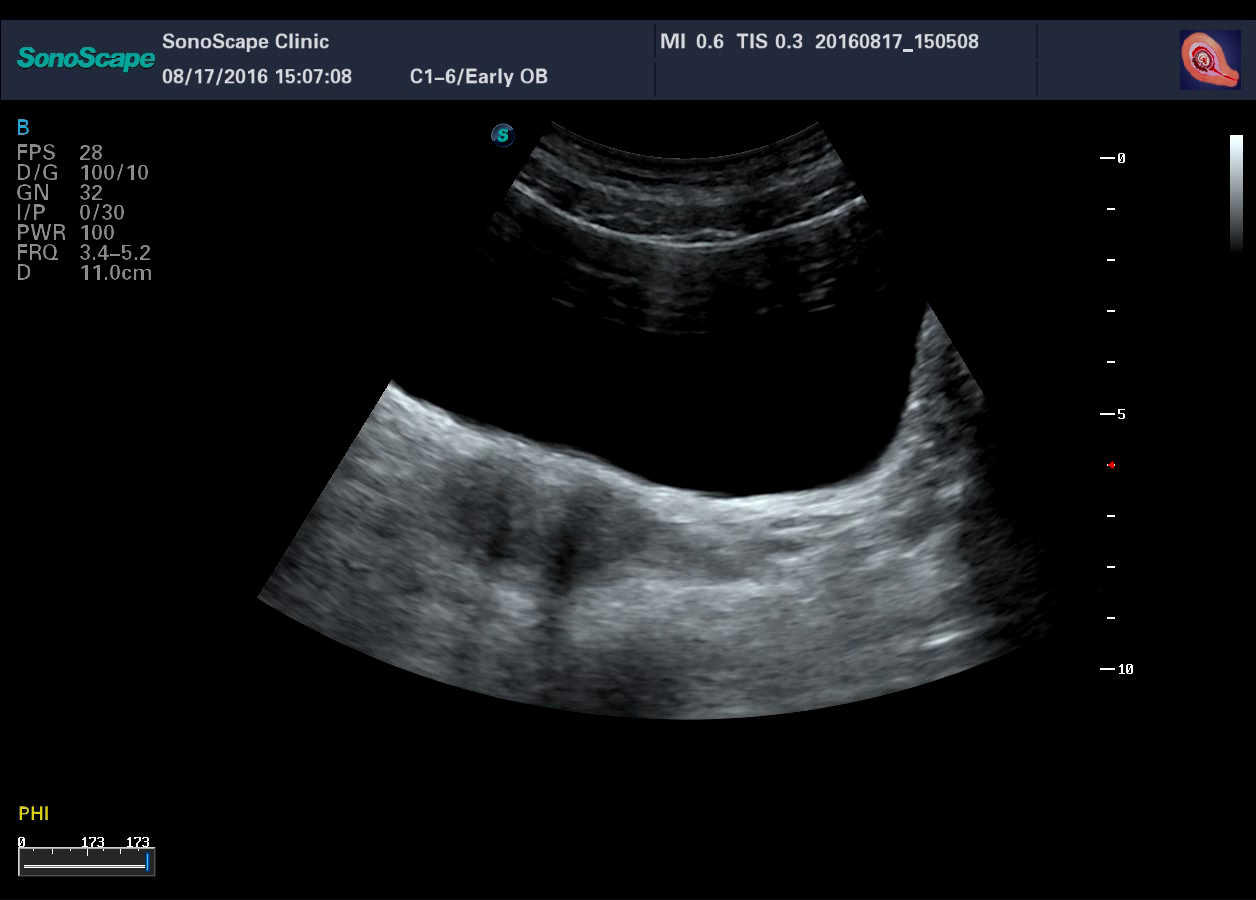 SonoScape
SonoScape Clinic
MI 0.6 TIS 0.3 20160817_150508
08/17/2016 15:07:08 C1-6/Early OB
S
B
FPS 28
D/G 100/10
GN 32
I/P 0/30
PWR 100
FRQ 3.4-5.2
D 11.0cm
0
5
10
PHI
0 173 173